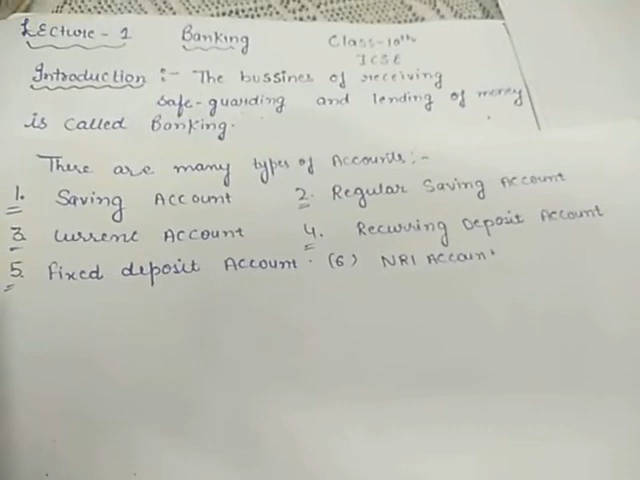 Lecture - 1 Banking Class-10th
ICSE
Introduction :- The bussines of receiving
safe-guarding and lending of money
is called Banking.
There are many types of Accounts:-
1. Saving Account 2. Regular Saving Account
3. Current Account 4. Recurring Deposit Account
5. fixed deposit Account. (6) NRI Account